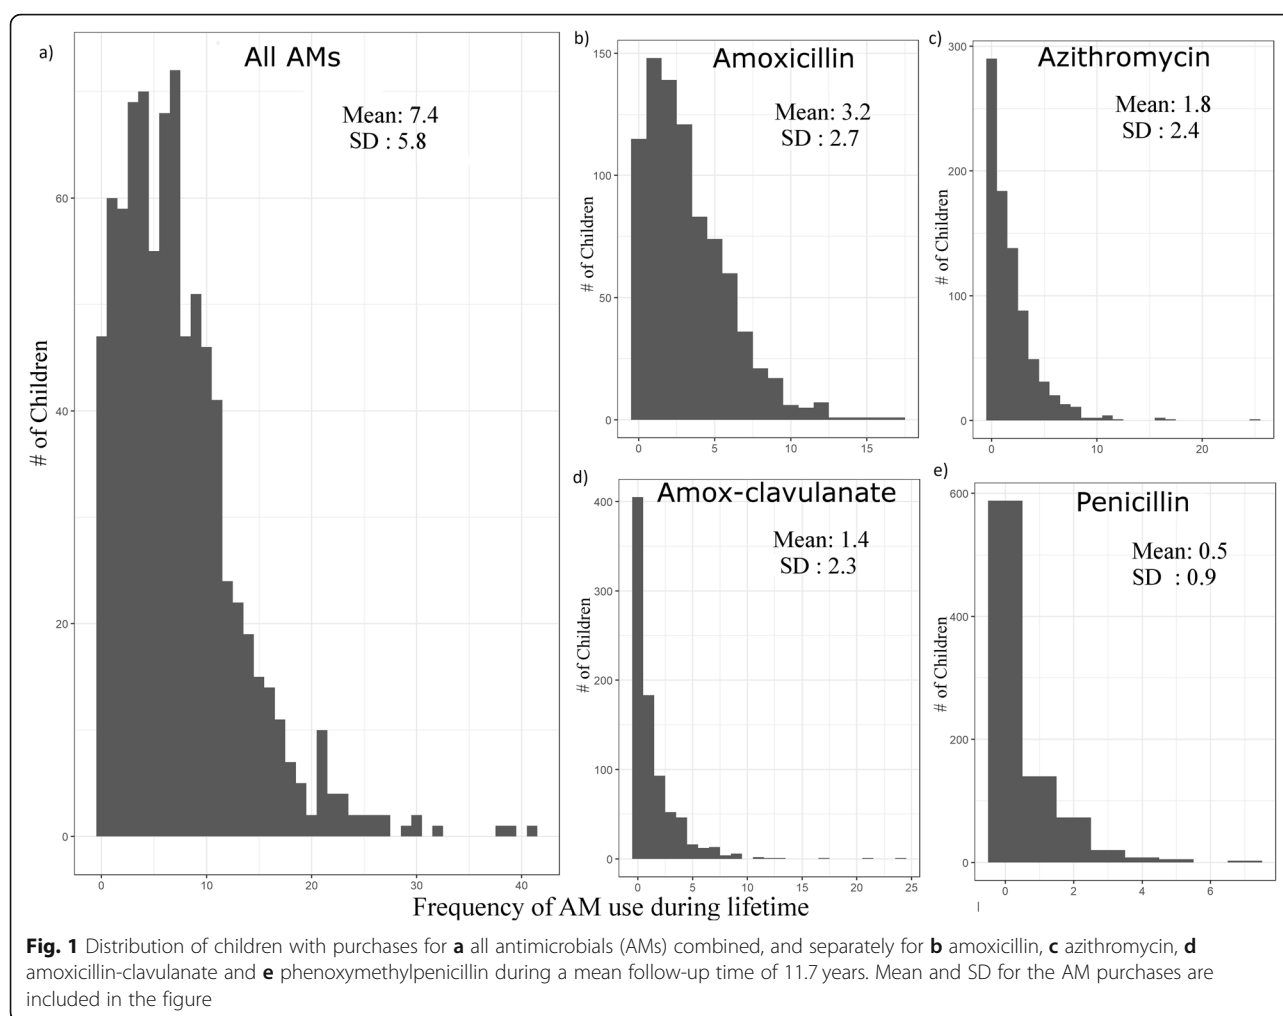 a)
All AMs
Mean: 7.4
SD : 5.8
# of Children
60
40
20
0
0 10 20 30 40
b)
Amoxicillin
Mean: 3.2
SD : 2.7
# of Children
150
100
50
0
0 5 10 15
c)
Azithromycin
Mean: 1.8
SD : 2.4
# of Children
300
200
100
0
0 10 20
d)
Amox-clavulanate
Mean: 1.4
SD : 2.3
# of Children
400
300
200
100
0
0 5 10 15 20 25
e)
Penicillin
Mean: 0.5
SD : 0.9
# of Children
600
400
200
0
0 2 4 6
Frequency of AM use during lifetime
Fig. 1 Distribution of children with purchases for a all antimicrobials (AMs) combined, and separately for b amoxicillin, c azithromycin, d
amoxicillin-clavulanate and e phenoxymethylpenicillin during a mean follow-up time of 11.7 years. Mean and SD for the AM purchases are
included in the figure